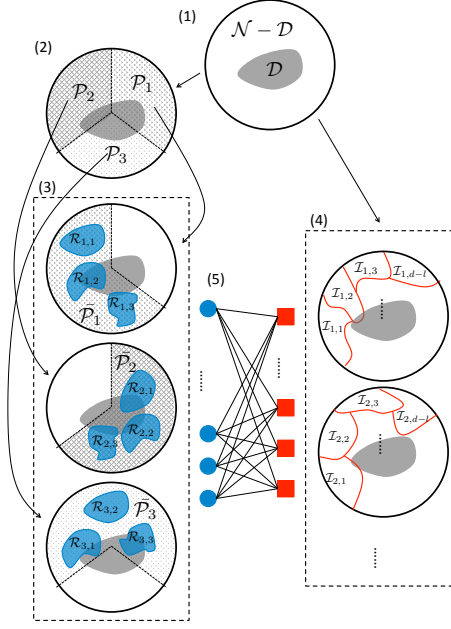 (1)
𝒩 − 𝒟
𝒟
(2)
𝒫₂
𝒫₁
𝒫₃
(3)
ℛ₁,₁
ℛ₁,₂
ℛ₁,₃
𝒫̄₁
𝒫̄₂
ℛ₂,₁
ℛ₂,₂
ℛ₂,₃
ℛ₃,₂
𝒫̄₃
ℛ₃,₁
ℛ₃,₃
(5)
(4)
ℐ₁,₃
ℐ₁,d−l
ℐ₁,₂
ℐ₁,₁
ℐ₂,₃
ℐ₂,d−l
ℐ₂,₂
ℐ₂,₁